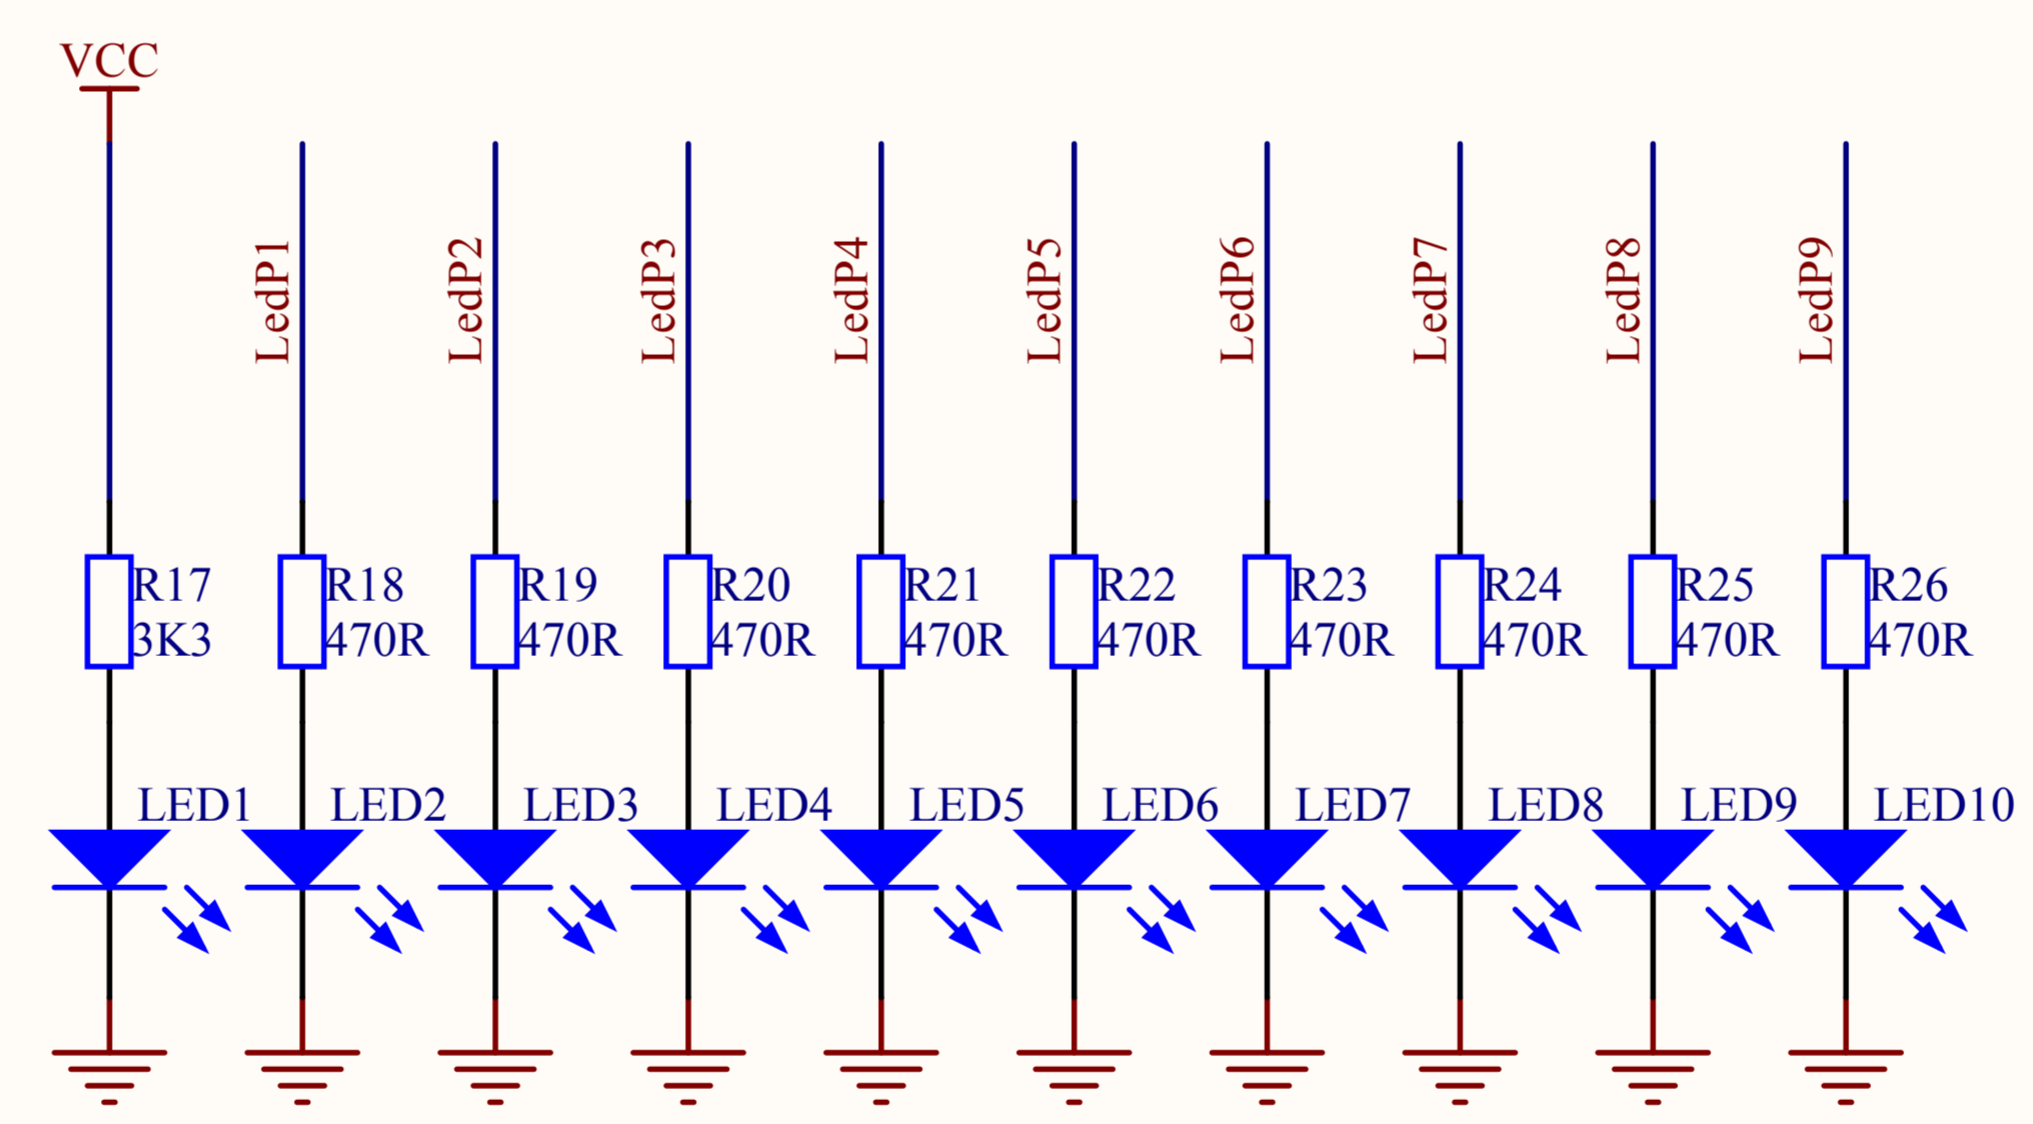 VCC
LedP1
LedP2
LedP3
LedP4
LedP5
LedP6
LedP7
LedP8
LedP9
R17
3K3
R18
470R
R19
470R
R20
470R
R21
470R
R22
470R
R23
470R
R24
470R
R25
470R
R26
470R
LED1
LED2
LED3
LED4
LED5
LED6
LED7
LED8
LED9
LED10